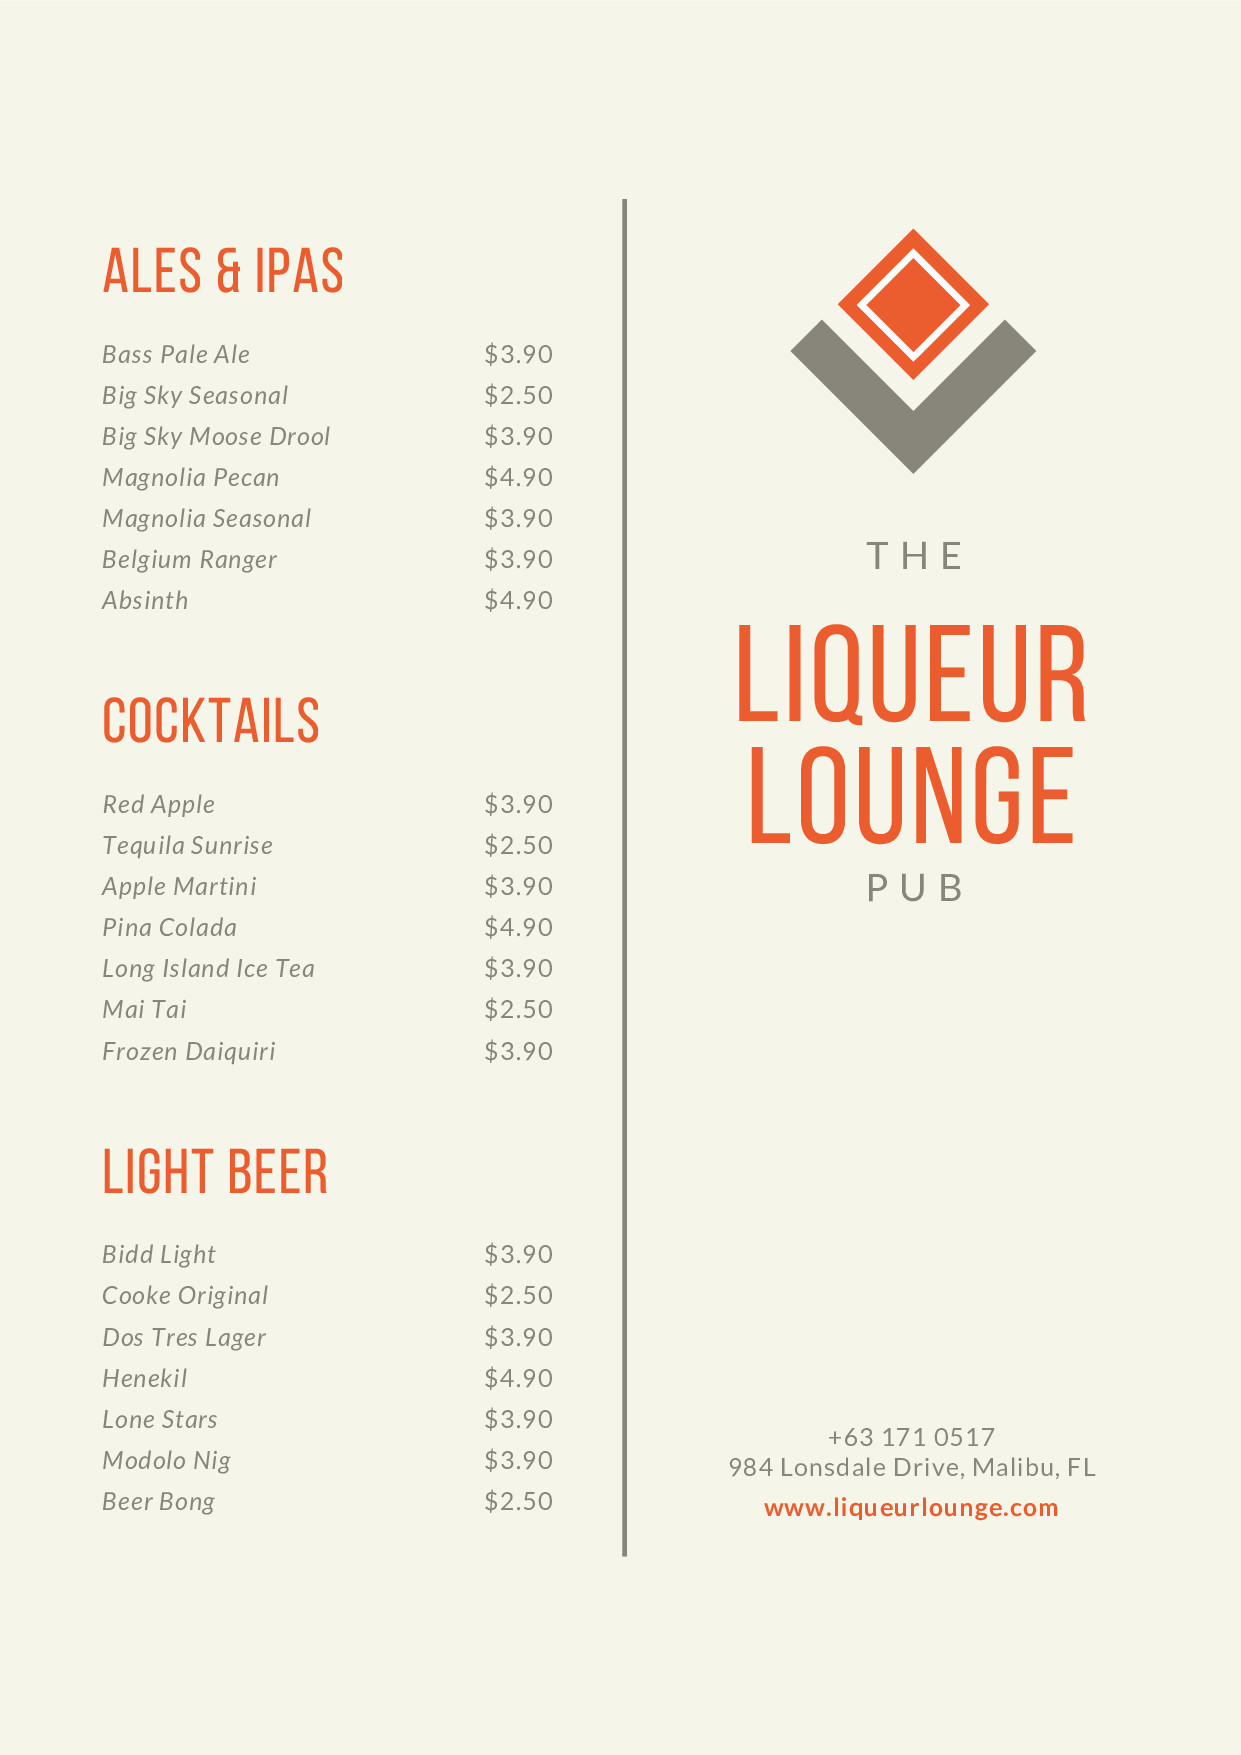 ALES & IPAS
Bass Pale Ale $3.90
Big Sky Seasonal $2.50
Big Sky Moose Drool $3.90
Magnolia Pecan $4.90
Magnolia Seasonal $3.90
Belgium Ranger $3.90
Absinth $4.90
COCKTAILS
Red Apple $3.90
Tequila Sunrise $2.50
Apple Martini $3.90
Pina Colada $4.90
Long Island Ice Tea $3.90
Mai Tai $2.50
Frozen Daiquiri $3.90
LIGHT BEER
Bidd Light $3.90
Cooke Original $2.50
Dos Tres Lager $3.90
Henekil $4.90
Lone Stars $3.90
Modolo Nig $3.90
Beer Bong $2.50
THE
LIQUEUR
LOUNGE
PUB
+63 171 0517
984 Lonsdale Drive, Malibu, FL
www.liqueurlounge.com